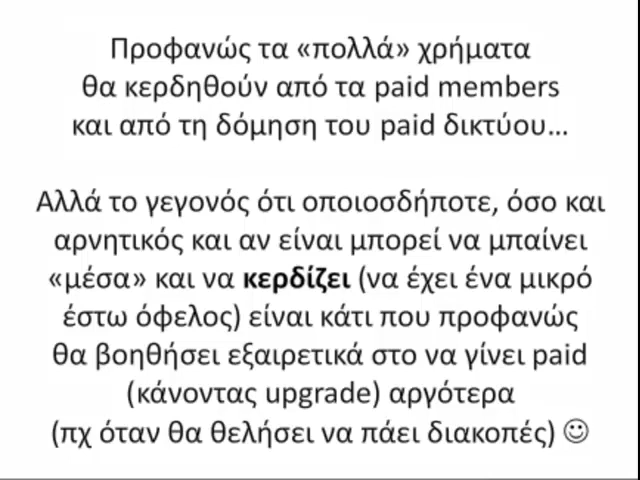 Προφανώς τα «πολλά» χρήματα
θα κερδηθούν από τα paid members
και από τη δόμηση του paid δικτύου...
Αλλά το γεγονός ότι οποιοσδήποτε, όσο και
αρνητικός και αν είναι μπορεί να μπαίνει
«μέσα» και να κερδίζει (να έχει ένα μικρό
έστω όφελος) είναι κάτι που προφανώς
θα βοηθήσει εξαιρετικά στο να γίνει paid
(κάνοντας upgrade) αργότερα
(πχ όταν θα θελήσει να πάει διακοπές) ☺